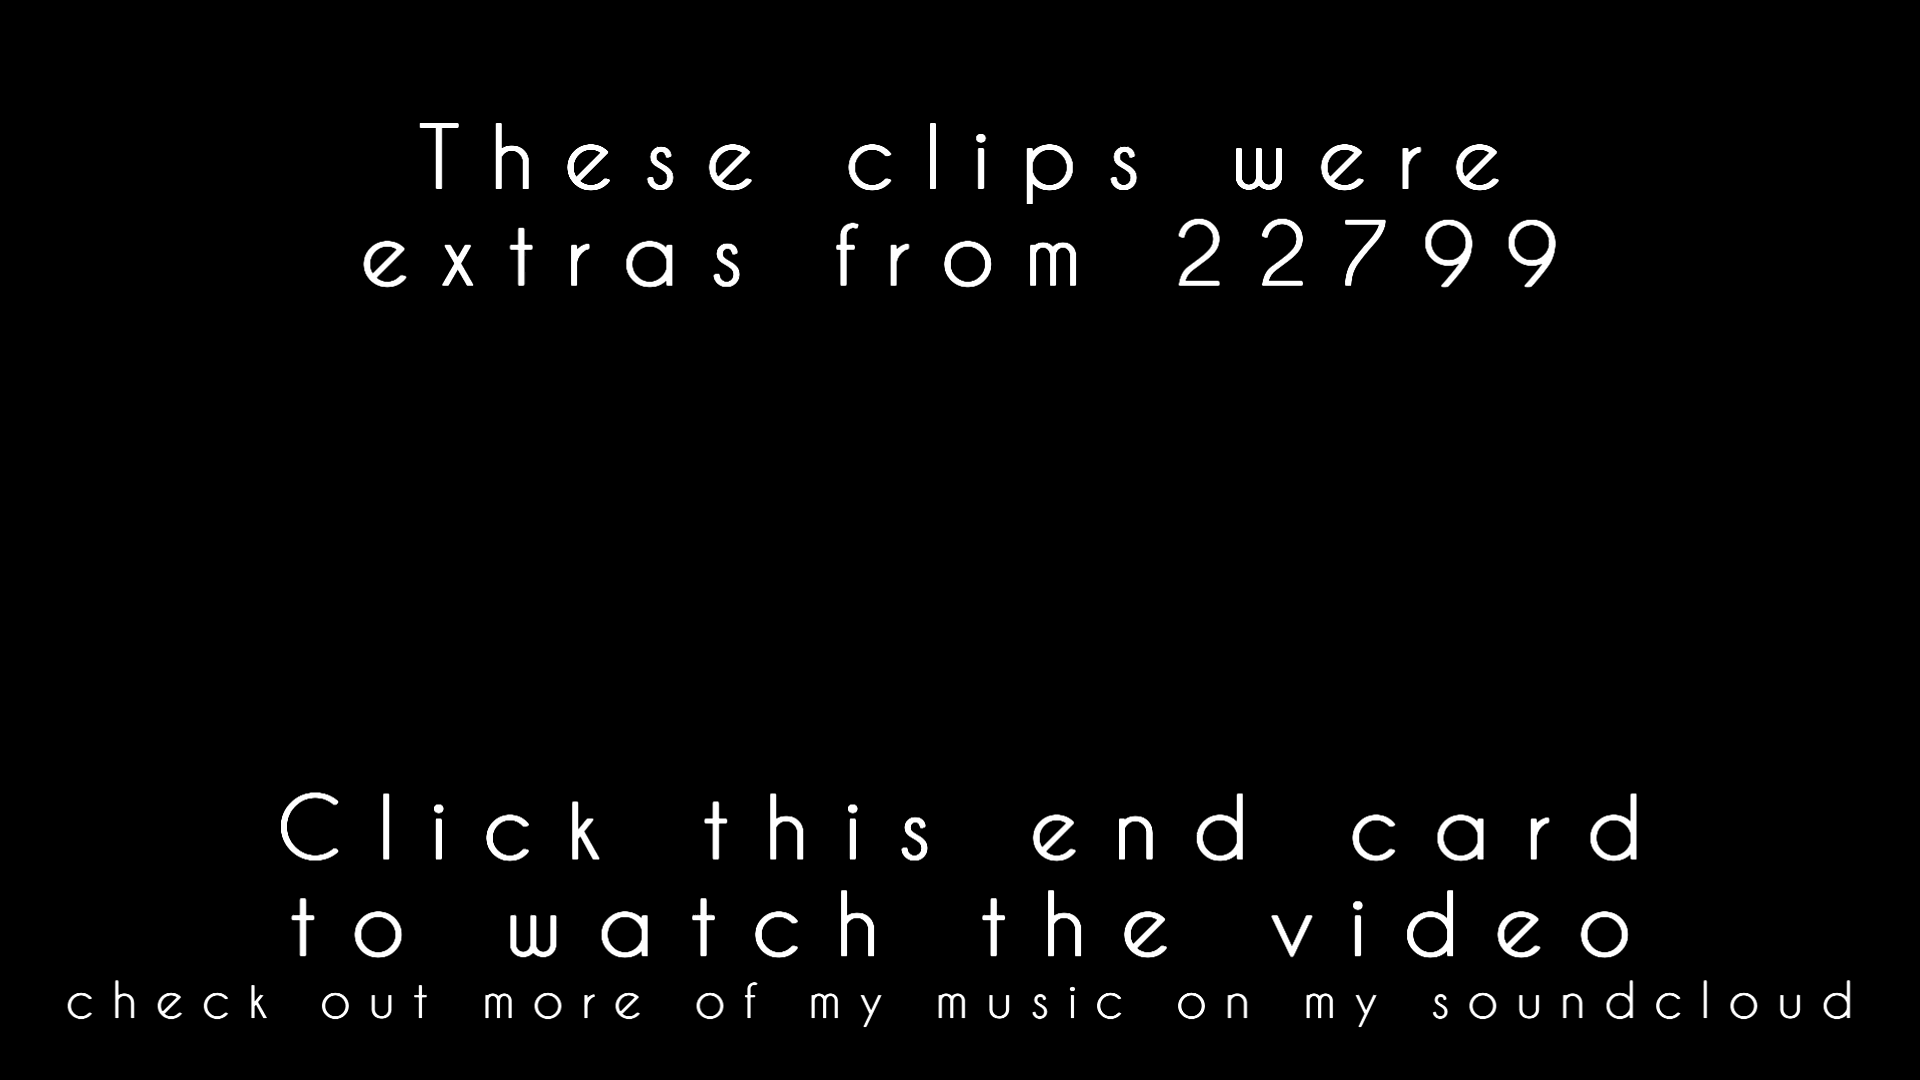 These clips were
extras from 22799
Click this end card
to watch the video
check out more of my music on my soundcloud